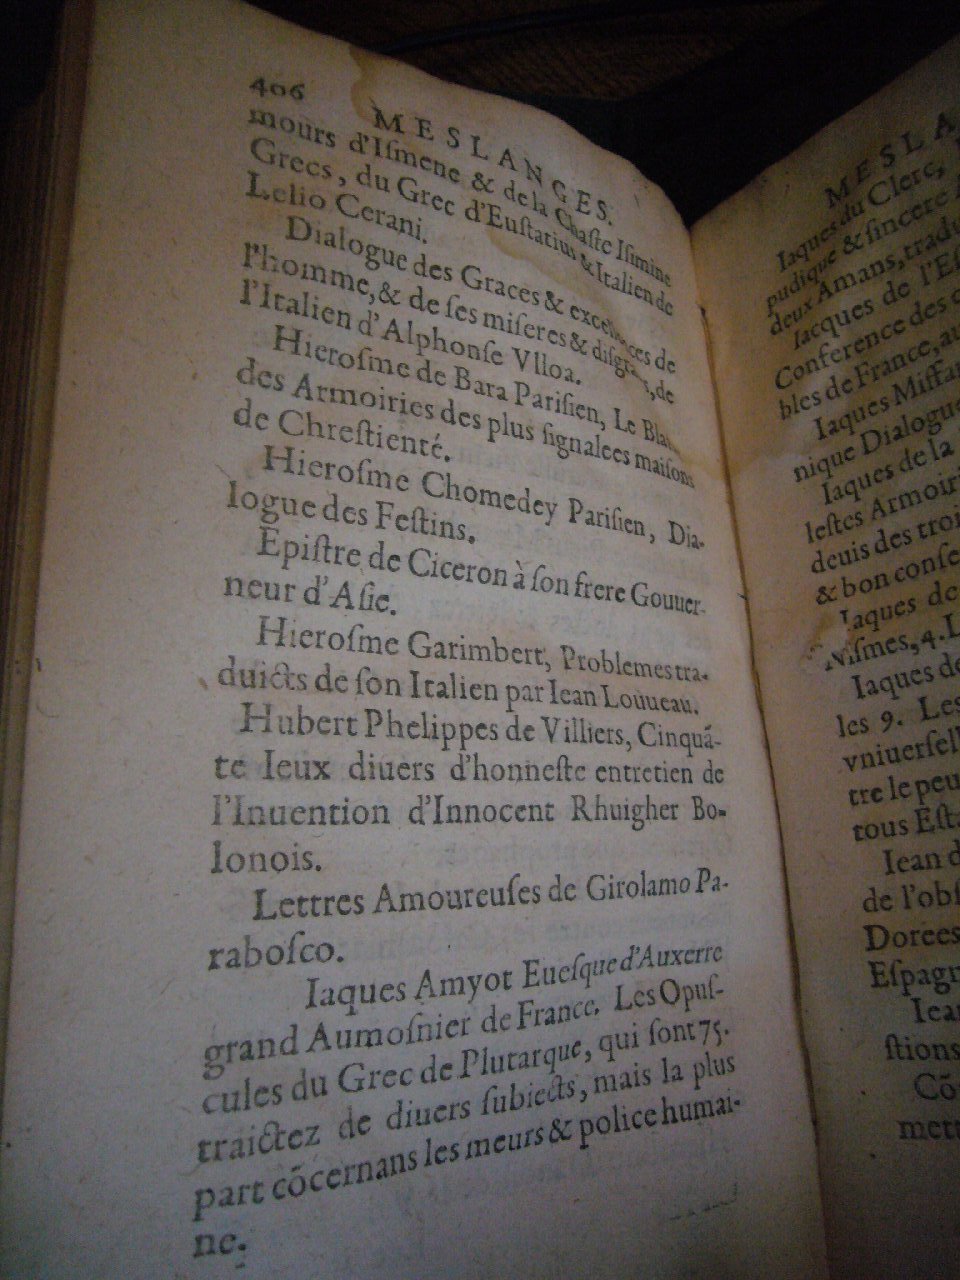 406
MESLANGES.
mours d'Iſmene & de la Chaſte Iſmine
Grecs, du Grec d'Euſtatius & Italien de
Lelio Cerani.
Dialogue des Graces & excellences de
l'homme, & de ſes miſeres & diſgraces, de
l'Italien d'Alphonſe Vlloa.
Hieroſme de Bara Pariſien, Le Blason
des Armoiries des plus ſignalees maiſons
de Chreſtienté.
Hieroſme Chomedey Pariſien, Dia-
logue des Feſtins.
Epiſtre de Ciceron à ſon frere Gouuer-
neur d'Aſie.
Hieroſme Garimbert, Problemes tra-
duicts de ſon Italien par Iean Louueau.
Hubert Phelippes de Villiers, Cinquã-
te Ieux diuers d'honneſte entretien de
l'Inuention d'Innocent Rhuigher Bo-
lonois.
Lettres Amoureuſes de Girolamo Pa-
raboſco.
Iaques Amyot Eueſque d'Auxerre
grand Aumoſnier de France. Les Opuſ-
cules du Grec de Plutarque, qui ſont 75.
traictez de diuers ſubiects, mais la plus
part cõcernans les meurs & police humai-
ne.
MESLA
Iaques du Clerc,
pudique & ſincere
deux Amans, tradu
Iacques de l'Eſ
Conference des
bles de France, au
Iaques Miffan
nique Dialogue
Iaques de la
leſtes Armoiri
deuis des troi
& bon conſe
Iaques de
Niſmes, 4. L
Iaques de
les 9. Les
vniuerſell
tre le peu
tous Eſta
Iean d
de l'obſ
Dorees
Eſpagn
Iean
ſtions
Cõ
mett